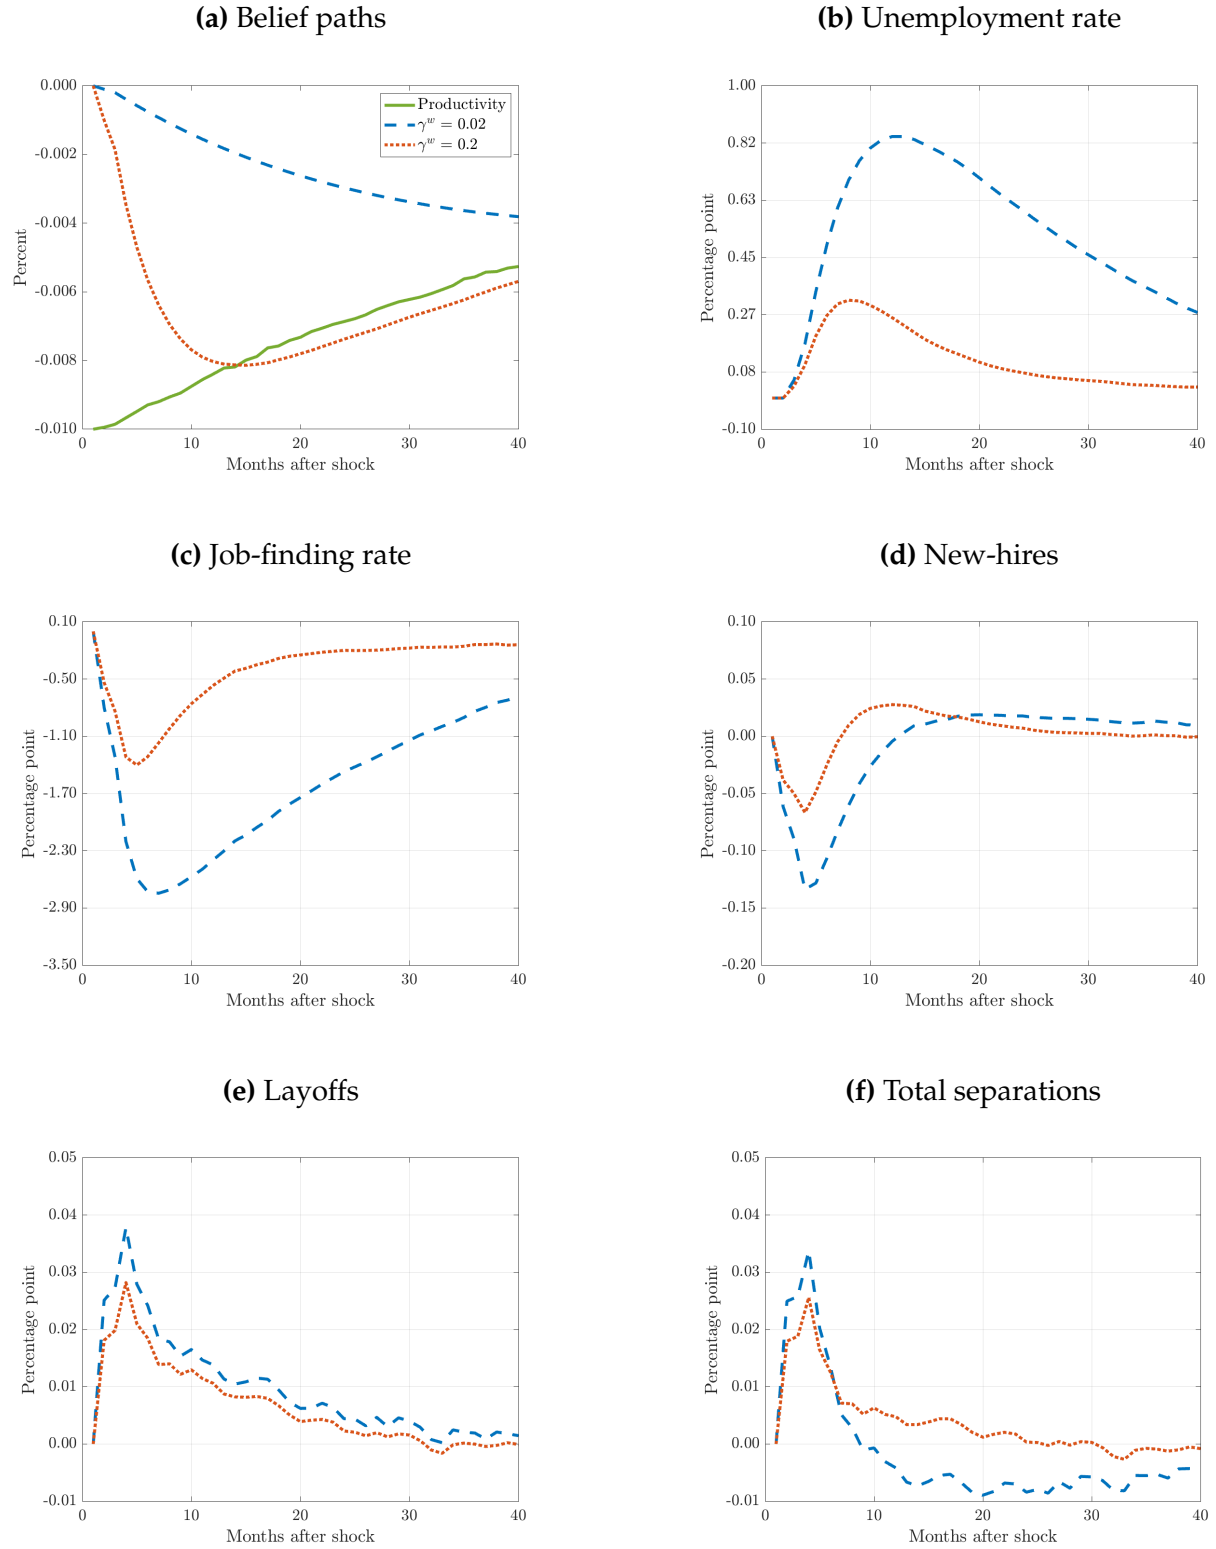 (a) Belief paths
0.000
-0.002
-0.004
-0.006
-0.008
-0.010
Percent
0 10 20 30 40
Months after shock
Productivity
γʷ = 0.02
γʷ = 0.2
(b) Unemployment rate
1.00
0.82
0.63
0.45
0.27
0.08
-0.10
Percentage point
0 10 20 30 40
Months after shock
(c) Job-finding rate
0.10
-0.50
-1.10
-1.70
-2.30
-2.90
-3.50
Percentage point
0 10 20 30 40
Months after shock
(d) New-hires
0.10
0.05
0.00
-0.05
-0.10
-0.15
-0.20
Percentage point
0 10 20 30 40
Months after shock
(e) Layoffs
0.05
0.04
0.03
0.02
0.01
0.00
-0.01
Percentage point
0 10 20 30 40
Months after shock
(f) Total separations
0.05
0.04
0.03
0.02
0.01
0.00
-0.01
Percentage point
0 10 20 30 40
Months after shock